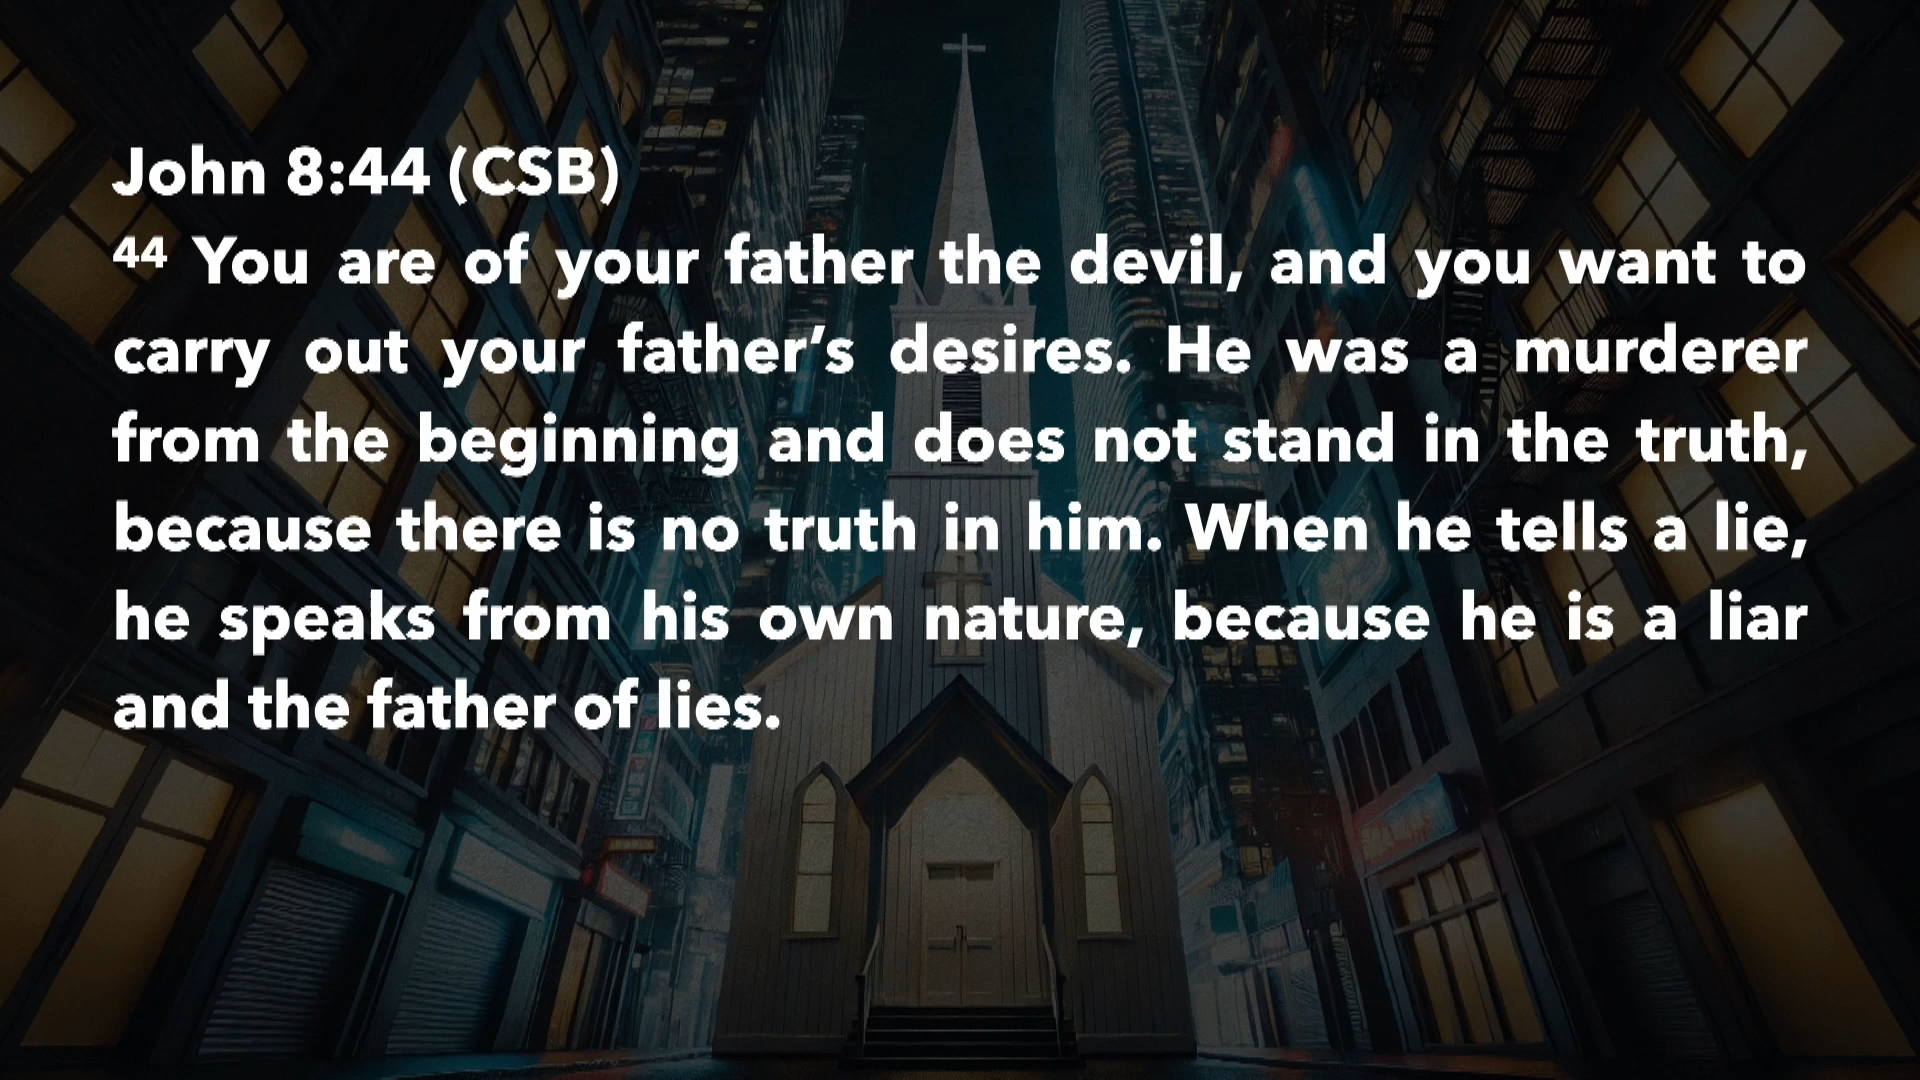 John 8:44 (CSB)
44 You are of your father the devil, and you want to
carry out your father’s desires. He was a murderer
from the beginning and does not stand in the truth,
because there is no truth in him. When he tells a lie,
he speaks from his own nature, because he is a liar
and the father of lies.